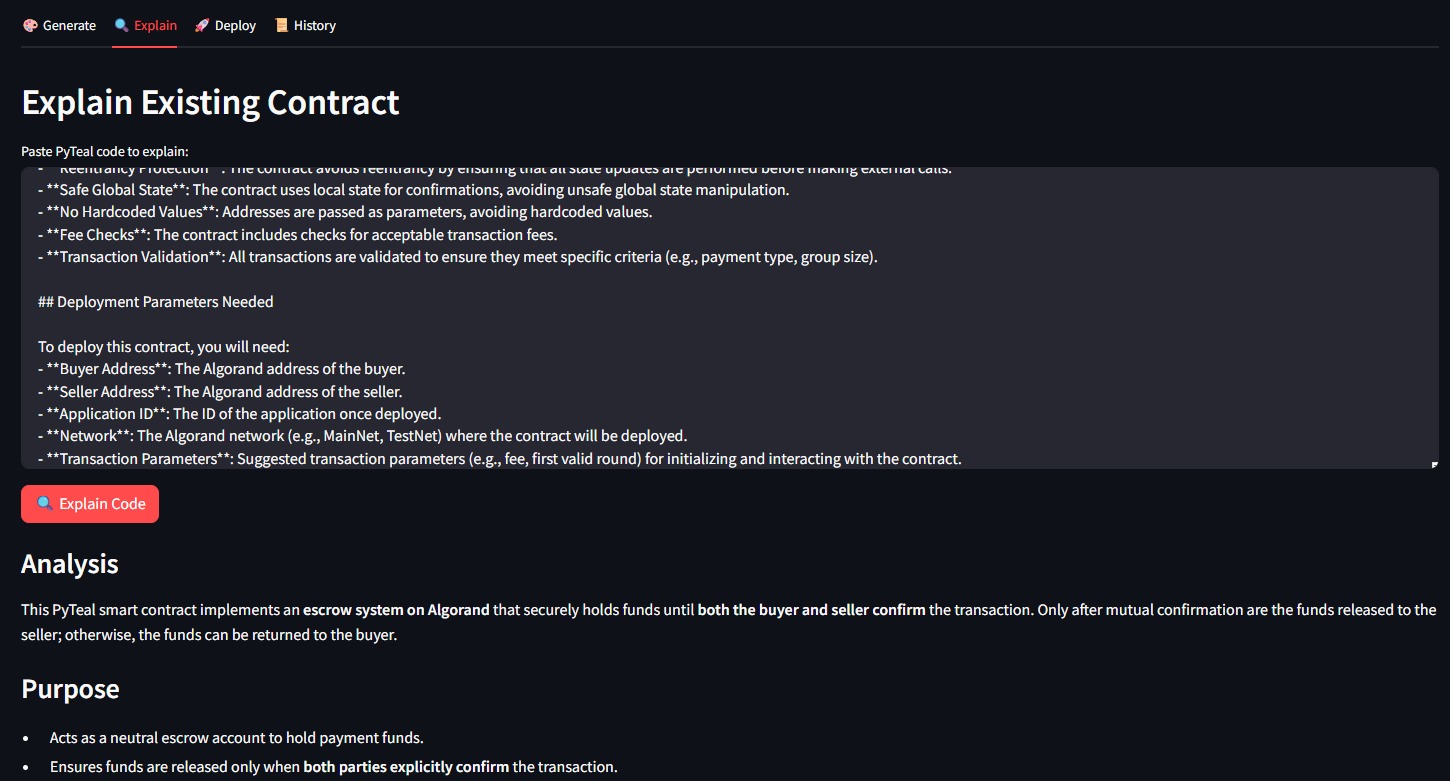 Generate Explain Deploy History
Explain Existing Contract
Paste PyTeal code to explain:
- **Reentrancy Protection**: The contract avoids reentrancy by ensuring that all state updates are performed before making external calls.
- **Safe Global State**: The contract uses local state for confirmations, avoiding unsafe global state manipulation.
- **No Hardcoded Values**: Addresses are passed as parameters, avoiding hardcoded values.
- **Fee Checks**: The contract includes checks for acceptable transaction fees.
- **Transaction Validation**: All transactions are validated to ensure they meet specific criteria (e.g., payment type, group size).
## Deployment Parameters Needed
To deploy this contract, you will need:
- **Buyer Address**: The Algorand address of the buyer.
- **Seller Address**: The Algorand address of the seller.
- **Application ID**: The ID of the application once deployed.
- **Network**: The Algorand network (e.g., MainNet, TestNet) where the contract will be deployed.
- **Transaction Parameters**: Suggested transaction parameters (e.g., fee, first valid round) for initializing and interacting with the contract.
Explain Code
Analysis
This PyTeal smart contract implements an escrow system on Algorand that securely holds funds until both the buyer and seller confirm the transaction. Only after mutual confirmation are the funds released to the
seller; otherwise, the funds can be returned to the buyer.
Purpose
• Acts as a neutral escrow account to hold payment funds.
• Ensures funds are released only when both parties explicitly confirm the transaction.